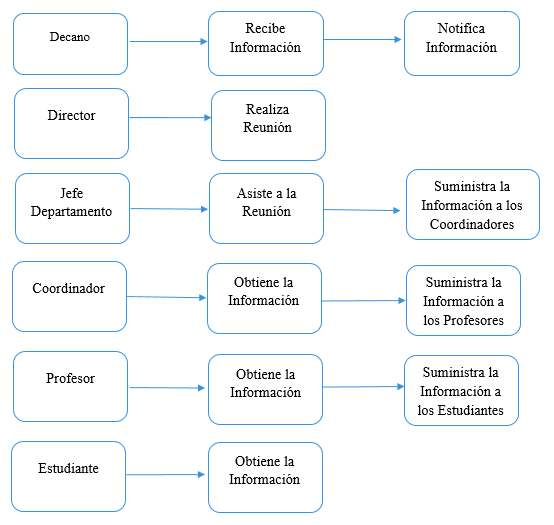 Decano
Recibe
Información
Notifica
Información
Director
Realiza
Reunión
Jefe
Departamento
Asiste a la
Reunión
Suministra la
Información a los
Coordinadores
Coordinador
Obtiene la
Información
Suministra la
Información a
los Profesores
Profesor
Obtiene la
Información
Suministra la
Información a
los Estudiantes
Estudiante
Obtiene la
Información